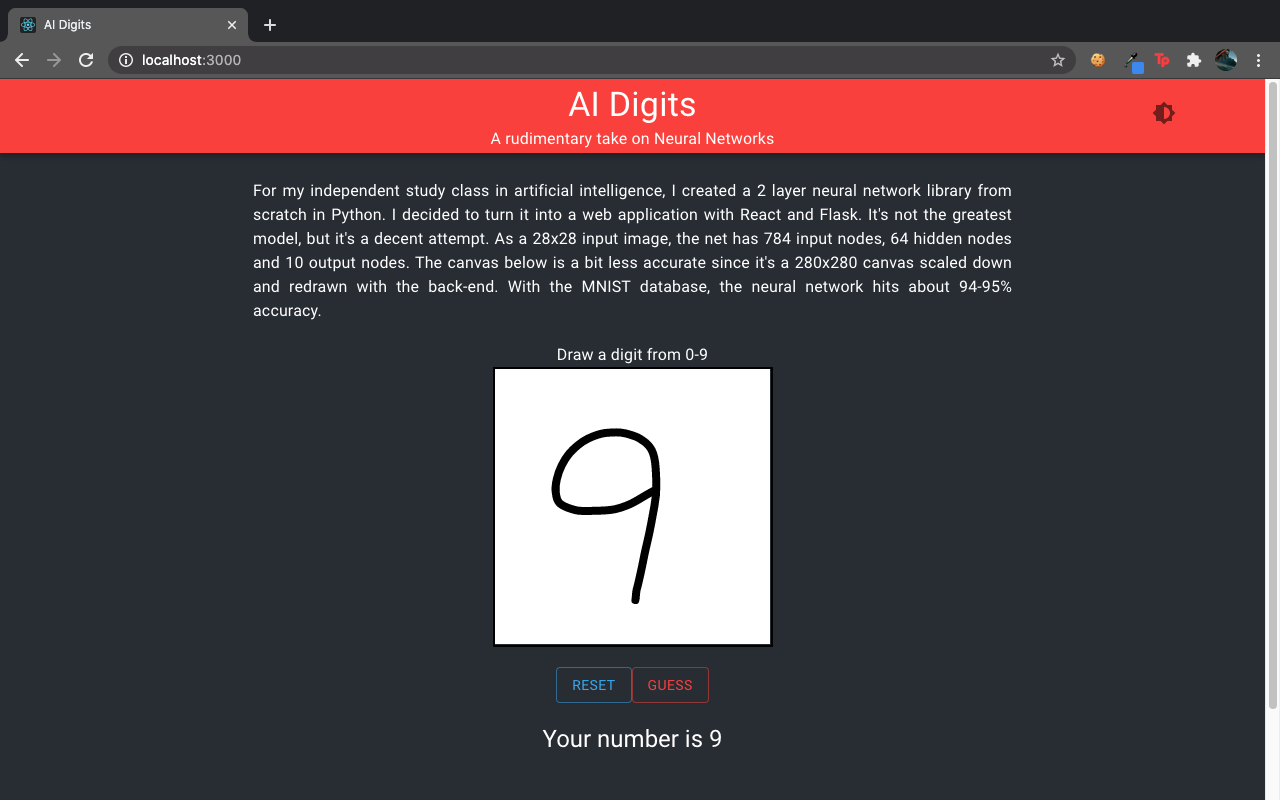 AI Digits
localhost:3000
Tp
AI Digits
A rudimentary take on Neural Networks
For my independent study class in artificial intelligence, I created a 2 layer neural network library from
scratch in Python. I decided to turn it into a web application with React and Flask. It's not the greatest
model, but it's a decent attempt. As a 28x28 input image, the net has 784 input nodes, 64 hidden nodes
and 10 output nodes. The canvas below is a bit less accurate since it's a 280x280 canvas scaled down
and redrawn with the back-end. With the MNIST database, the neural network hits about 94-95%
accuracy.
Draw a digit from 0-9
9
RESET GUESS
Your number is 9